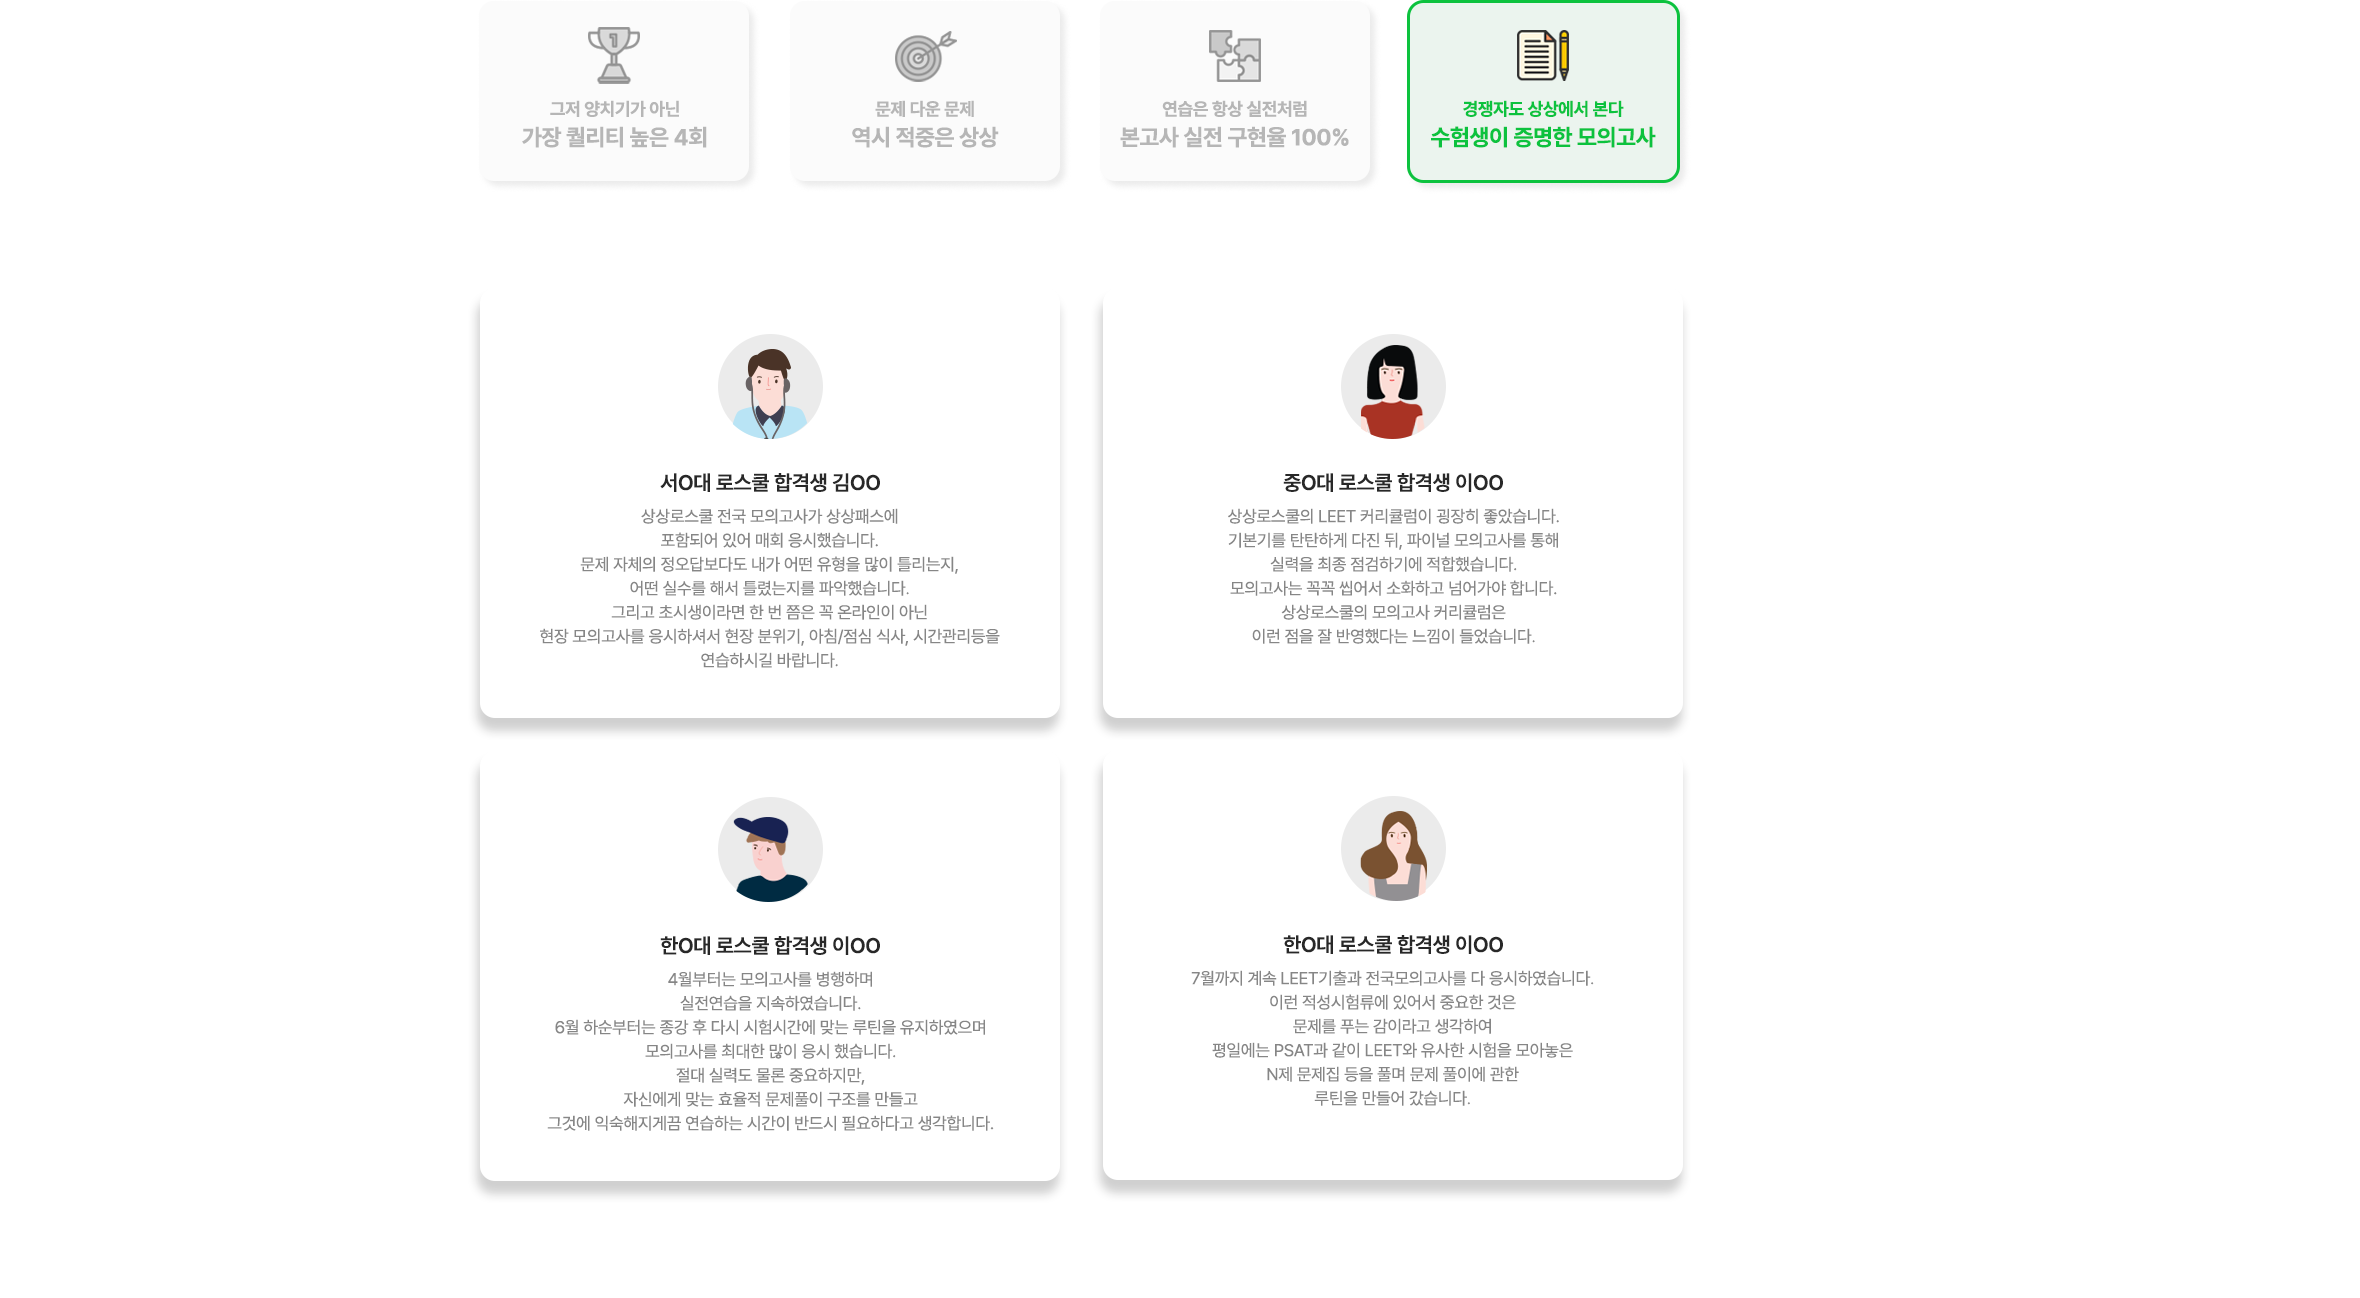 1
그저 양치기가 아닌
가장 퀄리티 높은 4회
문제 다운 문제
역시 적중은 상상
연습은 항상 실전처럼
본고사 실전 구현율 100%
경쟁자도 상상에서 본다
수험생이 증명한 모의고사
서O대 로스쿨 합격생 김OO
상상로스쿨 전국 모의고사가 상상패스에
포함되어 있어 매회 응시했습니다.
문제 자체의 정오답보다도 내가 어떤 유형을 많이 틀리는지,
어떤 실수를 해서 틀렸는지를 파악했습니다.
그리고 초시생이라면 한 번 쯤은 꼭 온라인이 아닌
현장 모의고사를 응시하셔서 현장 분위기, 아침/점심 식사, 시간관리등을
연습하시길 바랍니다.
중O대 로스쿨 합격생 이OO
상상로스쿨의 LEET 커리큘럼이 굉장히 좋았습니다.
기본기를 탄탄하게 다진 뒤, 파이널 모의고사를 통해
실력을 최종 점검하기에 적합했습니다.
모의고사는 꼭꼭 씹어서 소화하고 넘어가야 합니다.
상상로스쿨의 모의고사 커리큘럼은
이런 점을 잘 반영했다는 느낌이 들었습니다.
한O대 로스쿨 합격생 이OO
4월부터는 모의고사를 병행하며
실전연습을 지속하였습니다.
6월 하순부터는 종강 후 다시 시험시간에 맞는 루틴을 유지하였으며
모의고사를 최대한 많이 응시 했습니다.
절대 실력도 물론 중요하지만,
자신에게 맞는 효율적 문제풀이 구조를 만들고
그것에 익숙해지게끔 연습하는 시간이 반드시 필요하다고 생각합니다.
한O대 로스쿨 합격생 이OO
7월까지 계속 LEET기출과 전국모의고사를 다 응시하였습니다.
이런 적성시험류에 있어서 중요한 것은
문제를 푸는 감이라고 생각하여
평일에는 PSAT과 같이 LEET와 유사한 시험을 모아놓은
N제 문제집 등을 풀며 문제 풀이에 관한
루틴을 만들어 갔습니다.